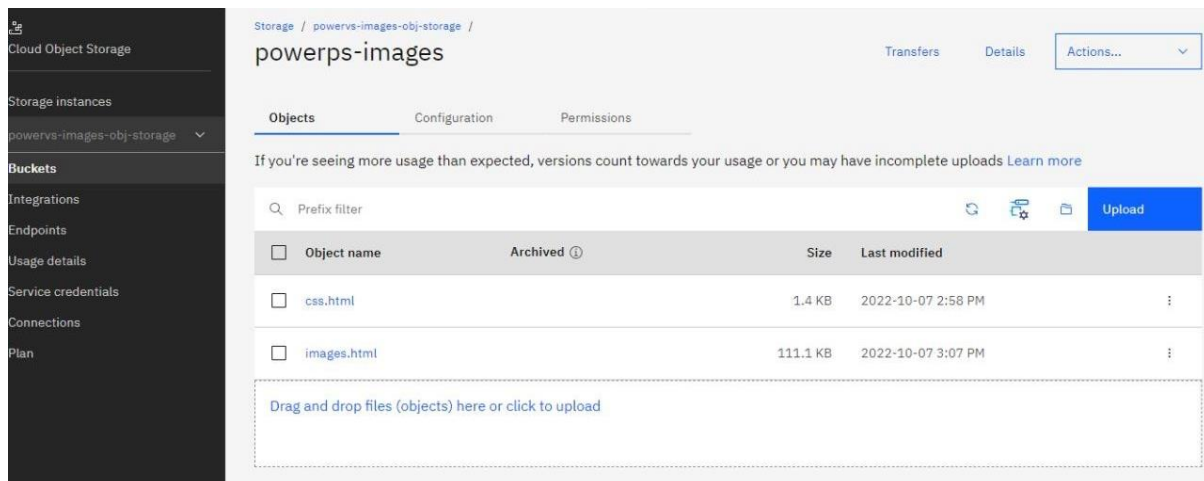 Cloud Object Storage
Storage instances
powervs-images-obj-storage
Buckets
Integrations
Endpoints
Usage details
Service credentials
Connections
Plan
Storage / powervs-images-obj-storage /
powerps-images
Transfers Details Actions...
Objects Configuration Permissions
If you're seeing more usage than expected, versions count towards your usage or you may have incomplete uploads Learn more
Prefix filter Upload
Object name Archived Size Last modified
css.html 1.4 KB 2022-10-07 2:58 PM
images.html 111.1 KB 2022-10-07 3:07 PM
Drag and drop files (objects) here or click to upload